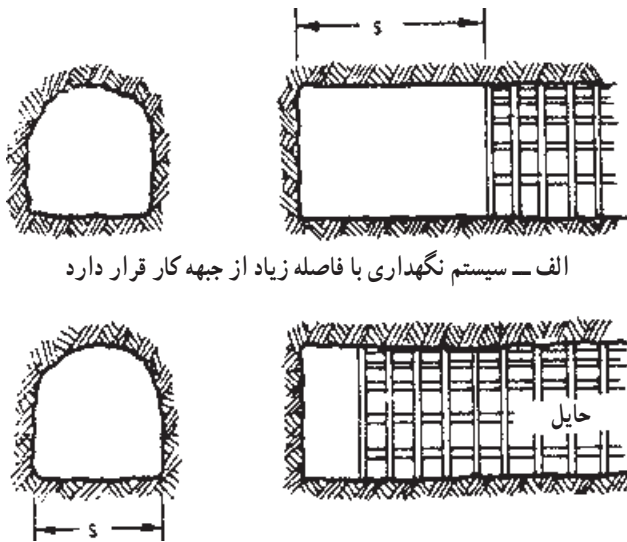 S
الف ــ سیستم نگهداری با فاصله زیاد از جبهه کار قرار دارد
حایل
S